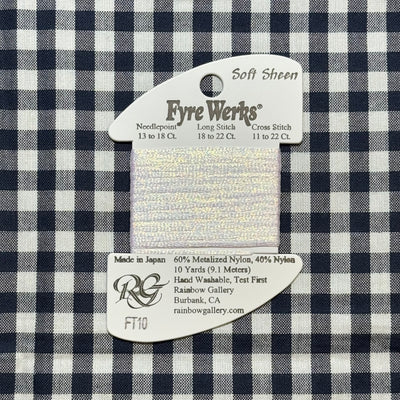 Soft Sheen
Fyre Werks®
Needlepoint Long Stitch Cross Stitch
13 to 18 Ct. 18 to 22 Ct. 11 to 22 Ct.
Made in Japan
60% Metalized Nylon, 40% Nylon
10 Yards (9.1 Meters)
Hand Washable, Test First
Rainbow Gallery
Burbank, CA
rainbowgallery.com
RG
FT10